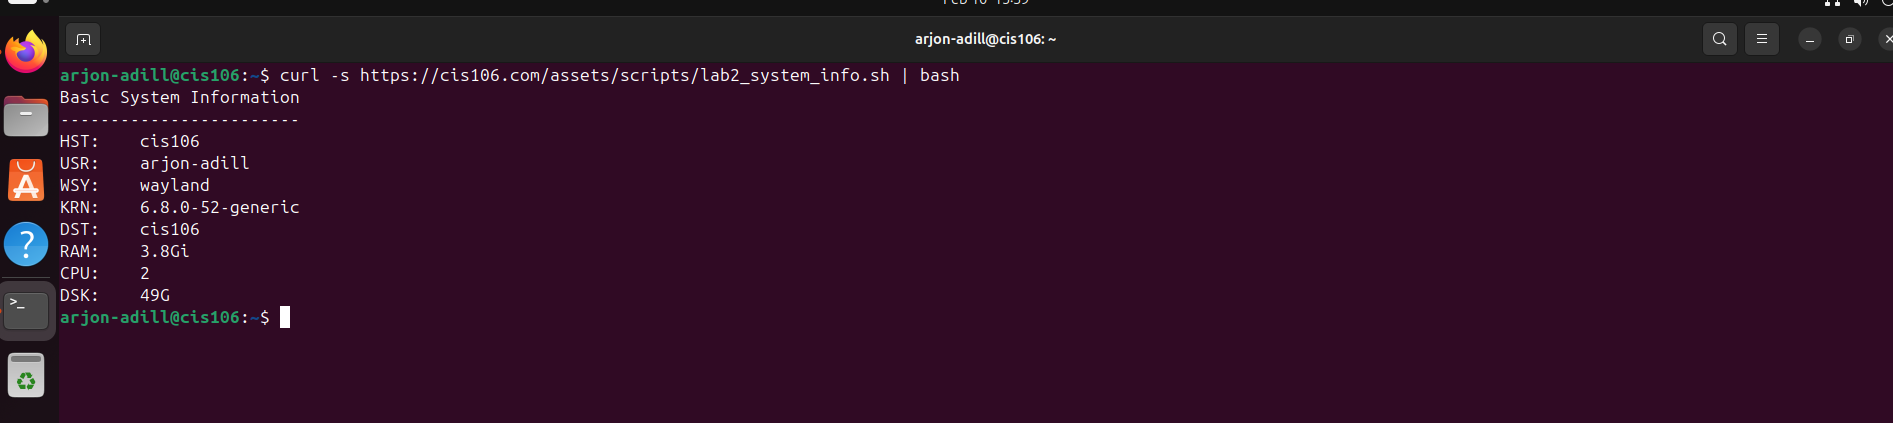 arjon-adill@cis106: ~
arjon-adill@cis106:~$ curl -s https://cis106.com/assets/scripts/lab2_system_info.sh | bash
Basic System Information
------------------------
HST:    cis106
USR:    arjon-adill
WSY:    wayland
KRN:    6.8.0-52-generic
DST:    cis106
RAM:    3.8Gi
CPU:    2
DSK:    49G
arjon-adill@cis106:~$